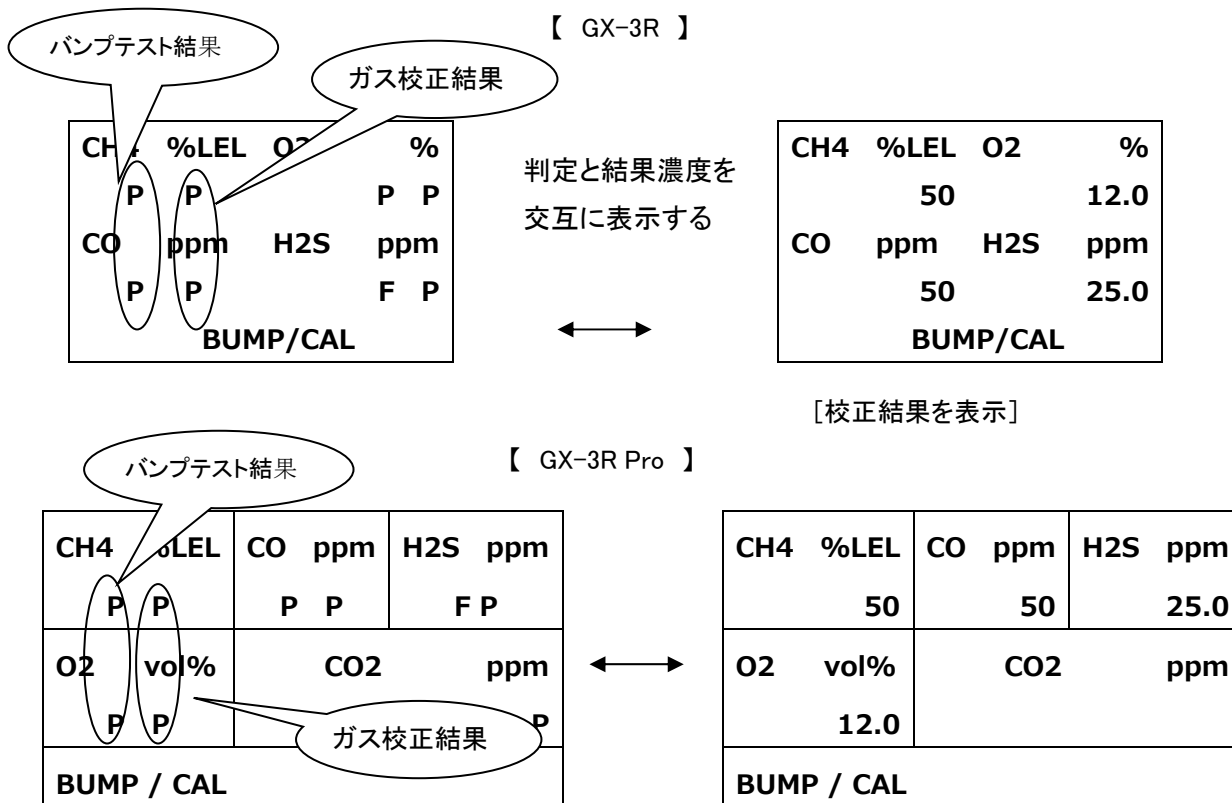 【 GX-3R 】
バンプテスト結果
ガス校正結果
CH4 %LEL O2 %
P P P P
CO ppm H2S ppm
P P F P
BUMP/CAL
判定と結果濃度を
交互に表示する
CH4 %LEL O2 %
50 12.0
CO ppm H2S ppm
50 25.0
BUMP/CAL
[校正結果を表示]
【 GX-3R Pro 】
バンプテスト結果
CH4 %LEL CO ppm H2S ppm
P P P P F P
O2 vol% CO2 ppm
P P P
ガス校正結果
BUMP / CAL
CH4 %LEL CO ppm H2S ppm
50 50 25.0
O2 vol% CO2 ppm
12.0
BUMP / CAL